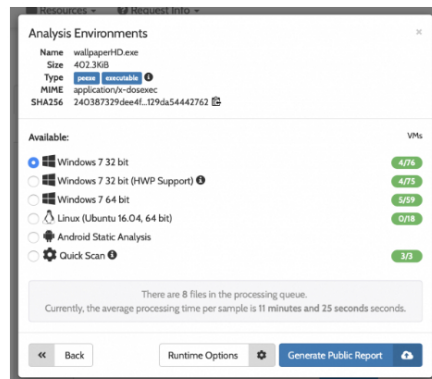 Resources
Request Info
Analysis Environments ×
Name wallpaperHD.exe
Size 402.3KiB
Type peexe executable
MIME application/x-dosexec
SHA256 240387329dee4f...129da54442762
Available: VMs
Windows 7 32 bit 4/76
Windows 7 32 bit (HWP Support) 4/75
Windows 7 64 bit 5/59
Linux (Ubuntu 16.04, 64 bit) 0/18
Android Static Analysis
Quick Scan 3/3
There are 8 files in the processing queue.
Currently, the average processing time per sample is 11 minutes and 25 seconds seconds.
« Back Runtime Options Generate Public Report